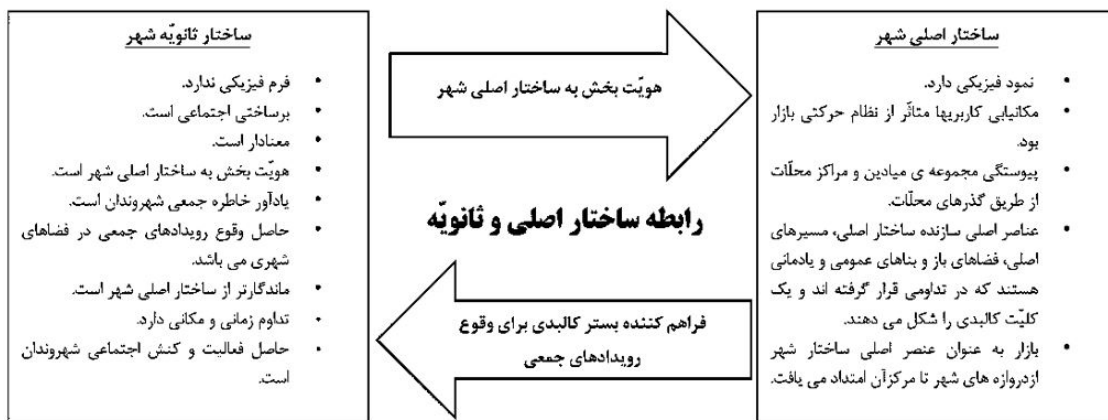 ساختار اصلی شهر
• نمود فیزیکی دارد.
• مکانیابی کاربریها متاثّر از نظام حرکتی بازار
بود.
• پیوستگی مجموعه ی میادین و مراکز محلّات
از طریق گذرهای محلّات.
• عناصر اصلی سازنده ساختار اصلی، مسیرهای
اصلی، فضاهای باز و بناهای عمومی و یادمانی
هستند که در تداومی قرار گرفته اند و یک
کلیّت کالبدی را شکل می دهند.
• بازار به عنوان عنصر اصلی ساختار شهر
ازدروازه های شهر تا مرکزآن امتداد می یافت.
هویّت بخش به ساختار اصلی شهر
رابطه ساختار اصلی و ثانویّه
فراهم کننده بستر کالبدی برای وقوع
رویدادهای جمعی
ساختار ثانویّه شهر
• فرم فیزیکی ندارد.
• برساختی اجتماعی است.
• معنادار است.
• هویّت بخش به ساختار اصلی شهر است.
• یادآور خاطره جمعی شهروندان است.
• حاصل وقوع رویدادهای جمعی در فضاهای
شهری می باشد.
• ماندگارتر از ساختار اصلی شهر است.
• تداوم زمانی و مکانی دارد.
• حاصل فعالیت و کنش اجتماعی شهروندان
است.